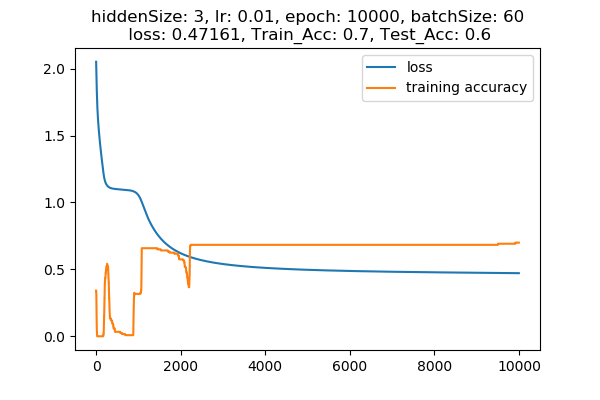 hiddenSize: 3, lr: 0.01, epoch: 10000, batchSize: 60
loss: 0.47161, Train_Acc: 0.7, Test_Acc: 0.6
loss
training accuracy
2.0
1.5
1.0
0.5
0.0
0 2000 4000 6000 8000 10000